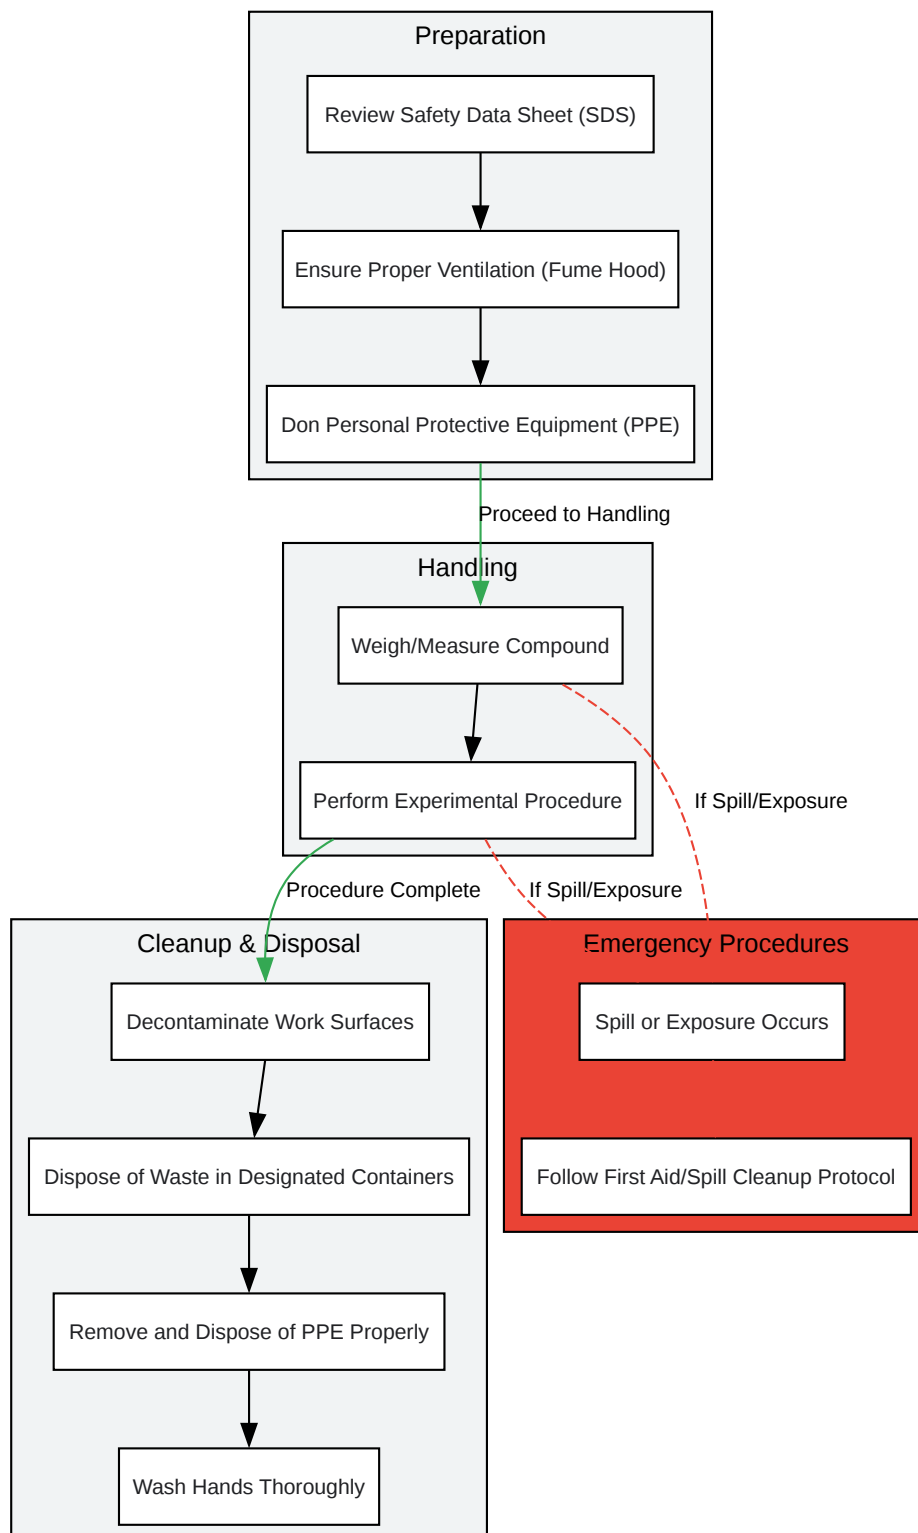 Preparation
Review Safety Data Sheet (SDS)
Ensure Proper Ventilation (Fume Hood)
Don Personal Protective Equipment (PPE)
Proceed to Handling
Handling
Weigh/Measure Compound
Perform Experimental Procedure
If Spill/Exposure
Procedure Complete
If Spill/Exposure
Cleanup & Disposal
Decontaminate Work Surfaces
Dispose of Waste in Designated Containers
Remove and Dispose of PPE Properly
Wash Hands Thoroughly
Emergency Procedures
Spill or Exposure Occurs
Follow First Aid/Spill Cleanup Protocol